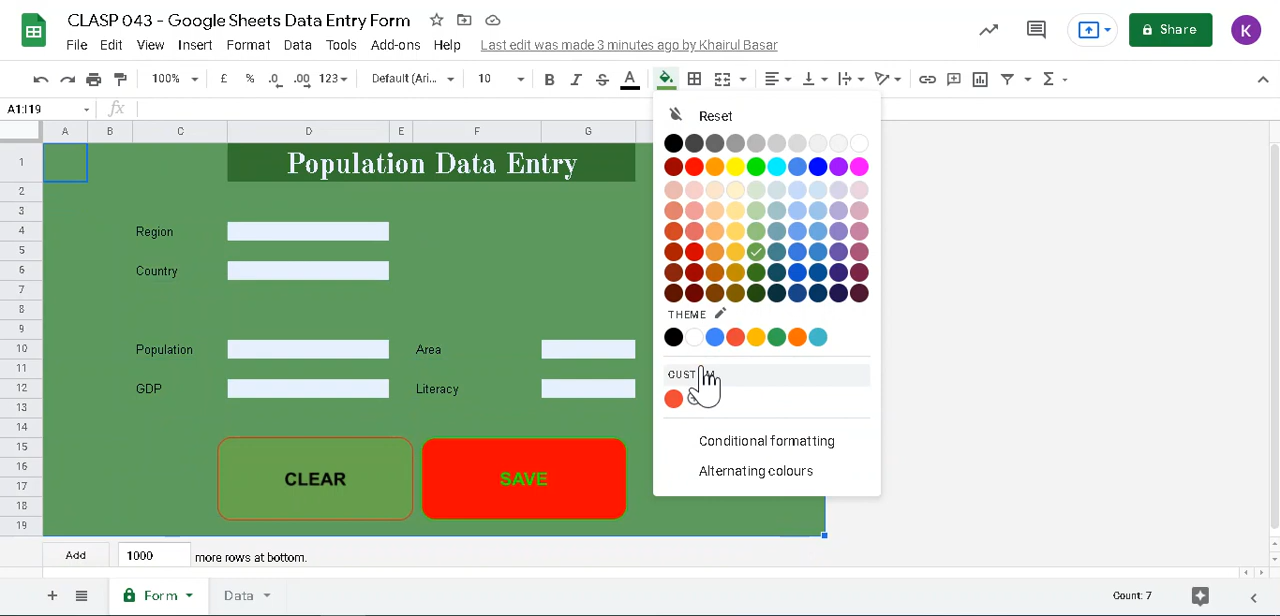 CLASP 043 - Google Sheets Data Entry Form
File Edit View Insert Format Data Tools Add-ons Help Last edit was made 3 minutes ago by Khairul Basar
Share
K
100% £ % .0 .00 123 Default (Ari... 10 B I S A
A1:I19 fx
A B C D E F G
1 Population Data Entry
2
3
4 Region
5
6 Country
7
8
9
10 Population Area
11
12 GDP Literacy
13
14
15
16 CLEAR SAVE
17
18
19
Reset
THEME
Conditional formatting
Alternating colours
Add 1000 more rows at bottom.
Form Data Count: 7